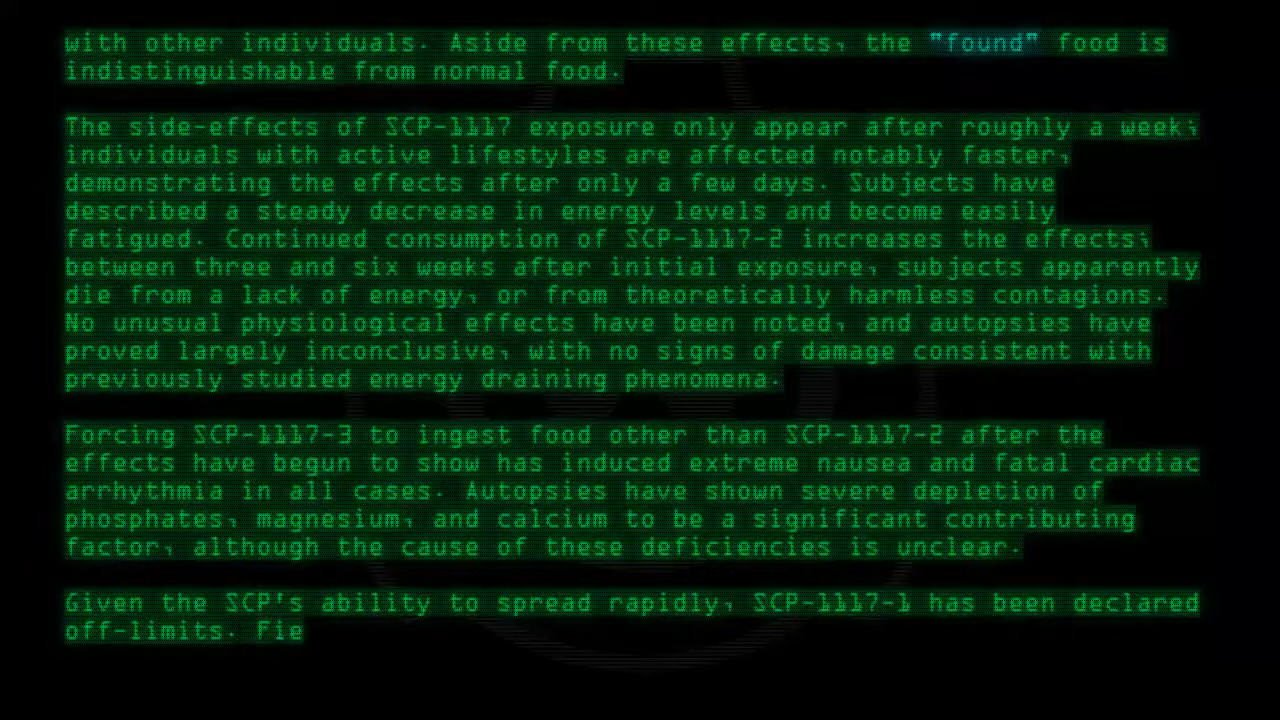 with other individuals. Aside from these effects, the "found" food is
indistinguishable from normal food.
The side-effects of SCP-1117 exposure only appear after roughly a week;
individuals with active lifestyles are affected notably faster,
demonstrating the effects after only a few days. Subjects have
described a steady decrease in energy levels and become easily
fatigued. Continued consumption of SCP-1117-2 increases the effects;
between three and six weeks after initial exposure, subjects apparently
die from a lack of energy, or from theoretically harmless contagions.
No unusual physiological effects have been noted, and autopsies have
proved largely inconclusive, with no signs of damage consistent with
previously studied energy draining phenomena.
Forcing SCP-1117-3 to ingest food other than SCP-1117-2 after the
effects have begun to show has induced extreme nausea and fatal cardiac
arrhythmia in all cases. Autopsies have shown severe depletion of
phosphates, magnesium, and calcium to be a significant contributing
factor, although the cause of these deficiencies is unclear.
Given the SCP's ability to spread rapidly, SCP-1117-1 has been declared
off-limits. Fie